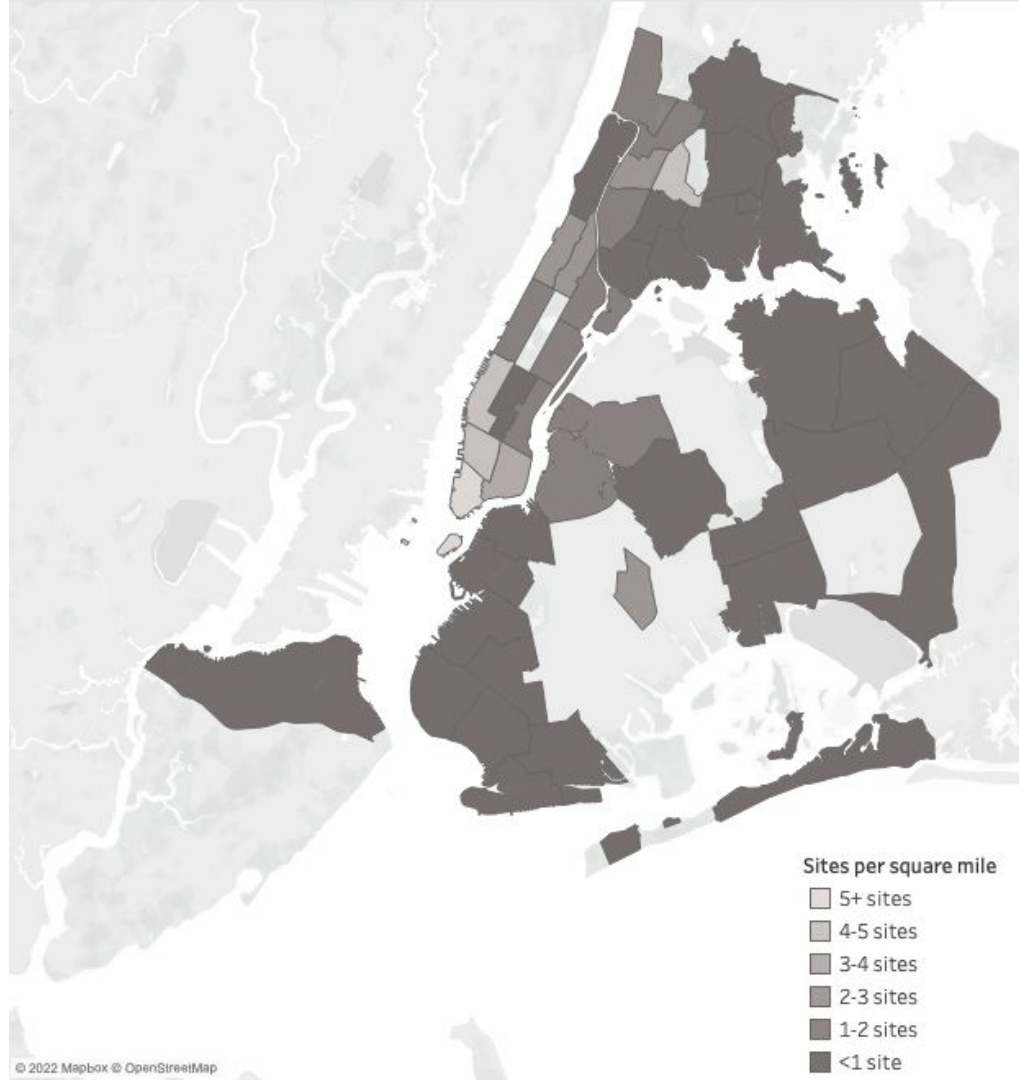 Sites per square mile
5+ sites
4-5 sites
3-4 sites
2-3 sites
1-2 sites
<1 site
© 2022 Mapbox © OpenStreetMap